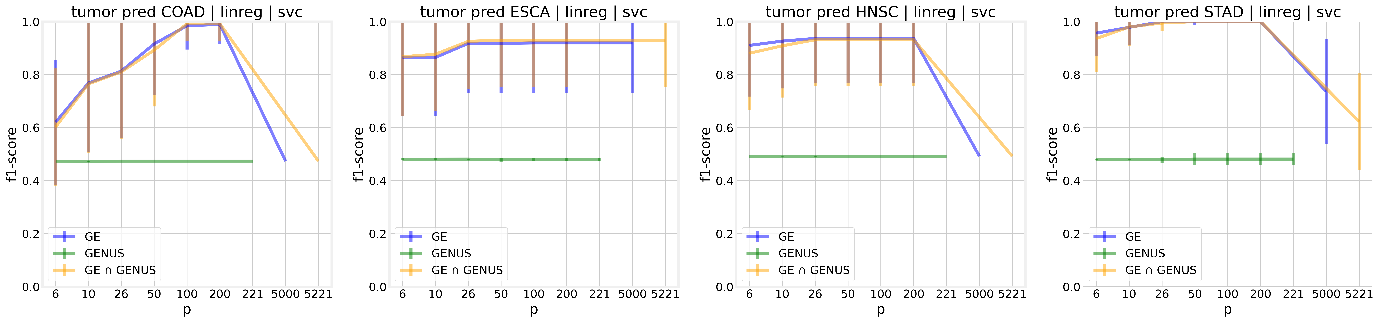 tumor pred COAD | linreg | svc
f1-score
1.0
0.8
0.6
0.4
0.2
0.0
GE
GENUS
GE ∩ GENUS
6 10 26 50 100 200 221 5000 5221
p
tumor pred ESCA | linreg | svc
f1-score
1.0
0.8
0.6
0.4
0.2
0.0
GE
GENUS
GE ∩ GENUS
6 10 26 50 100 200 221 5000 5221
p
tumor pred HNSC | linreg | svc
f1-score
1.0
0.8
0.6
0.4
0.2
0.0
GE
GENUS
GE ∩ GENUS
6 10 26 50 100 200 221 5000 5221
p
tumor pred STAD | linreg | svc
f1-score
1.0
0.8
0.6
0.4
0.2
0.0
GE
GENUS
GE ∩ GENUS
6 10 26 50 100 200 221 5000 5221
p